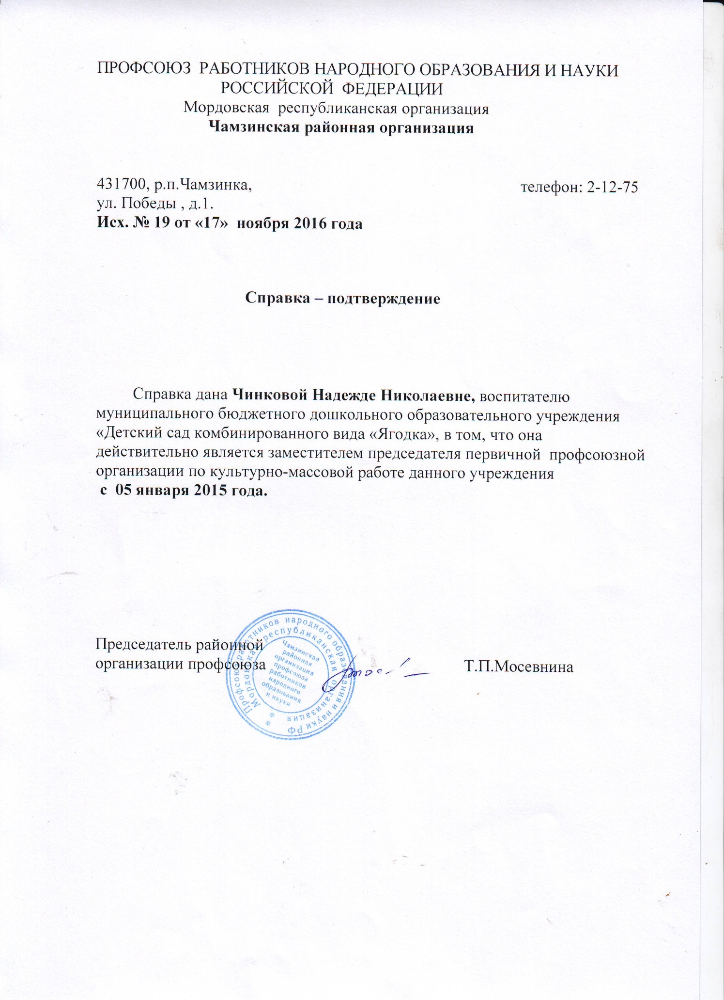 ПРОФСОЮЗ РАБОТНИКОВ НАРОДНОГО ОБРАЗОВАНИЯ И НАУКИ
РОССИЙСКОЙ ФЕДЕРАЦИИ
Мордовская республиканская организация
Чамзинская районная организация
431700, р.п.Чамзинка, телефон: 2-12-75
ул. Победы , д.1.
Исх. № 19 от «17» ноября 2016 года
Справка – подтверждение
Справка дана Чинковой Надежде Николаевне, воспитателю
муниципального бюджетного дошкольного образовательного учреждения
«Детский сад комбинированного вида «Ягодка», в том, что она
действительно является заместителем председателя первичной профсоюзной
организации по культурно-массовой работе данного учреждения
с 05 января 2015 года.
Председатель районной
организации профсоюза Т.П.Мосевнина
Профсоюз работников народного образования и науки РФ
Мордовская республиканская организация
Чамзинская
районная
организация
профсоюза
работников
народного
образования
и науки